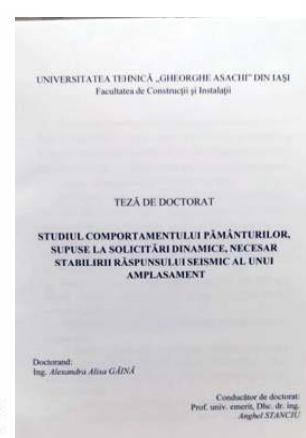 UNIVERSITATEA TEHNICĂ „GHEORGHE ASACHI” DIN IAŞI
Facultatea de Construcţii şi Instalaţii
TEZĂ DE DOCTORAT
STUDIUL COMPORTAMENTULUI PĂMÂNTURILOR,
SUPUSE LA SOLICITĂRI DINAMICE, NECESAR
STABILIRII RĂSPUNSULUI SEISMIC AL UNUI
AMPLASAMENT
Doctorand:
Ing. Alexandra Alisa GĂINĂ
Conducător de doctorat:
Prof. univ. emerit, Dhc. dr. ing.
Anghel STANCIU